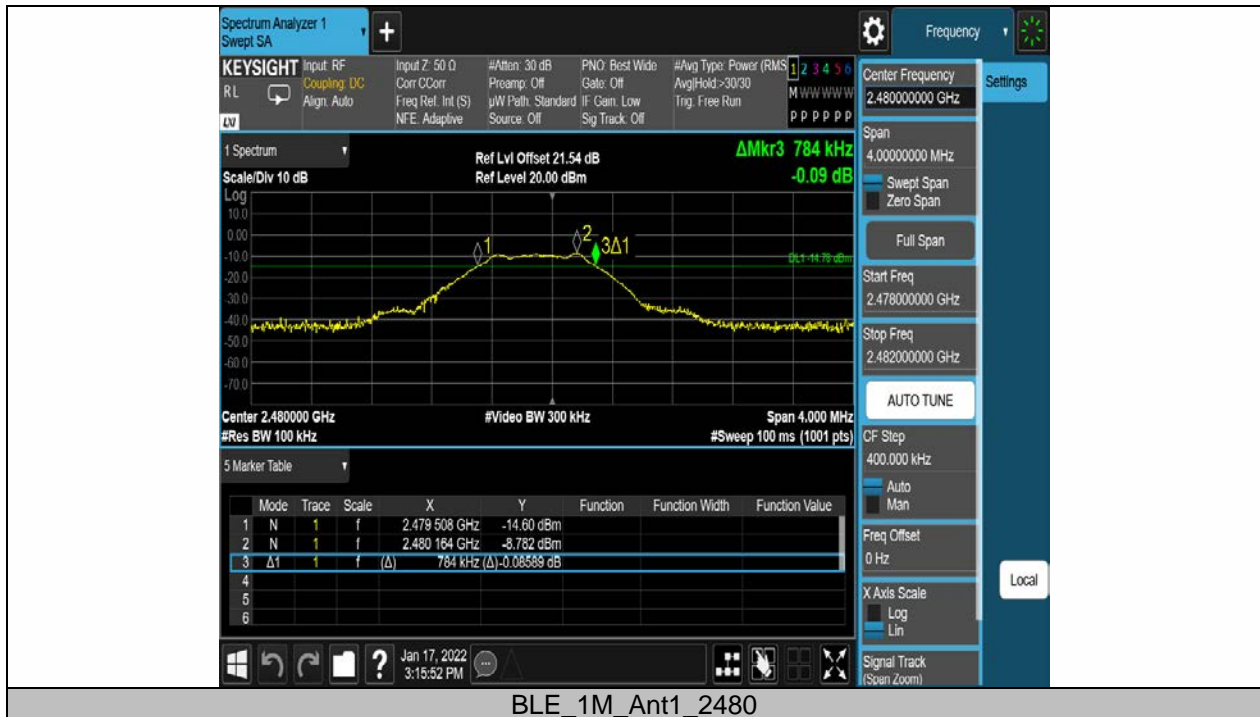 Spectrum Analyzer 1
Swept SA
Frequency
KEYSIGHT
RL
LXI
Input: RF
Coupling: DC
Align: Auto
Input Z: 50 Ω
Corr CCorr
Freq Ref: Int (S)
NFE: Adaptive
#Atten: 30 dB
Preamp: Off
µW Path: Standard
Source: Off
PNO: Best Wide
Gate: Off
IF Gain: Low
Sig Track: Off
#Avg Type: Power (RMS
Avg|Hold:>30/30
Trig: Free Run
1 2 3 4 5 6
M W W W W W
P P P P P P
Center Frequency
2.480000000 GHz
Settings
Span
4.00000000 MHz
Swept Span
Zero Span
Full Span
Start Freq
2.478000000 GHz
Stop Freq
2.482000000 GHz
AUTO TUNE
CF Step
400.000 kHz
Auto
Man
Freq Offset
0 Hz
X Axis Scale
Log
Lin
Signal Track
(Span Zoom)
Local
1 Spectrum
Scale/Div 10 dB
Ref Lvl Offset 21.54 dB
Ref Level 20.00 dBm
ΔMkr3 784 kHz
-0.09 dB
Log
10.0
0.00
-10.0
-20.0
-30.0
-40.0
-50.0
-60.0
-70.0
1
2
3Δ1
DL1 -14.78 dBm
Center 2.480000 GHz
#Res BW 100 kHz
#Video BW 300 kHz
Span 4.000 MHz
#Sweep 100 ms (1001 pts)
5 Marker Table
Mode Trace Scale X Y Function Function Width Function Value
1 N 1 f 2.479 508 GHz -14.60 dBm
2 N 1 f 2.480 164 GHz -8.782 dBm
3 Δ1 1 f (Δ) 784 kHz (Δ) -0.08589 dB
4
5
6
?
Jan 17, 2022
3:15:52 PM
BLE_1M_Ant1_2480